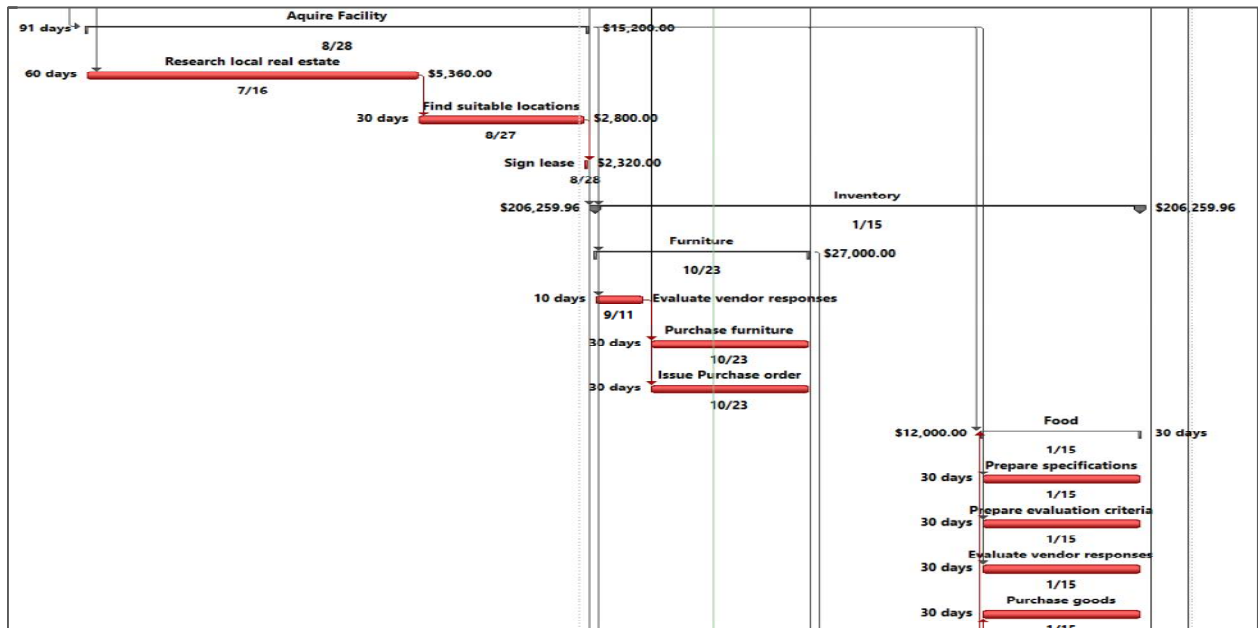 Aquire Facility
91 days
$15,200.00
8/28
Research local real estate
60 days
$5,360.00
7/16
Find suitable locations
30 days
$2,800.00
8/27
Sign lease
$2,320.00
8/28
Inventory
$206,259.96
$206,259.96
1/15
Furniture
$27,000.00
10/23
10 days
Evaluate vendor responses
9/11
Purchase furniture
30 days
10/23
Issue Purchase order
30 days
10/23
Food
$12,000.00
30 days
1/15
Prepare specifications
30 days
1/15
Prepare evaluation criteria
30 days
1/15
Evaluate vendor responses
30 days
1/15
Purchase goods
30 days
1/15